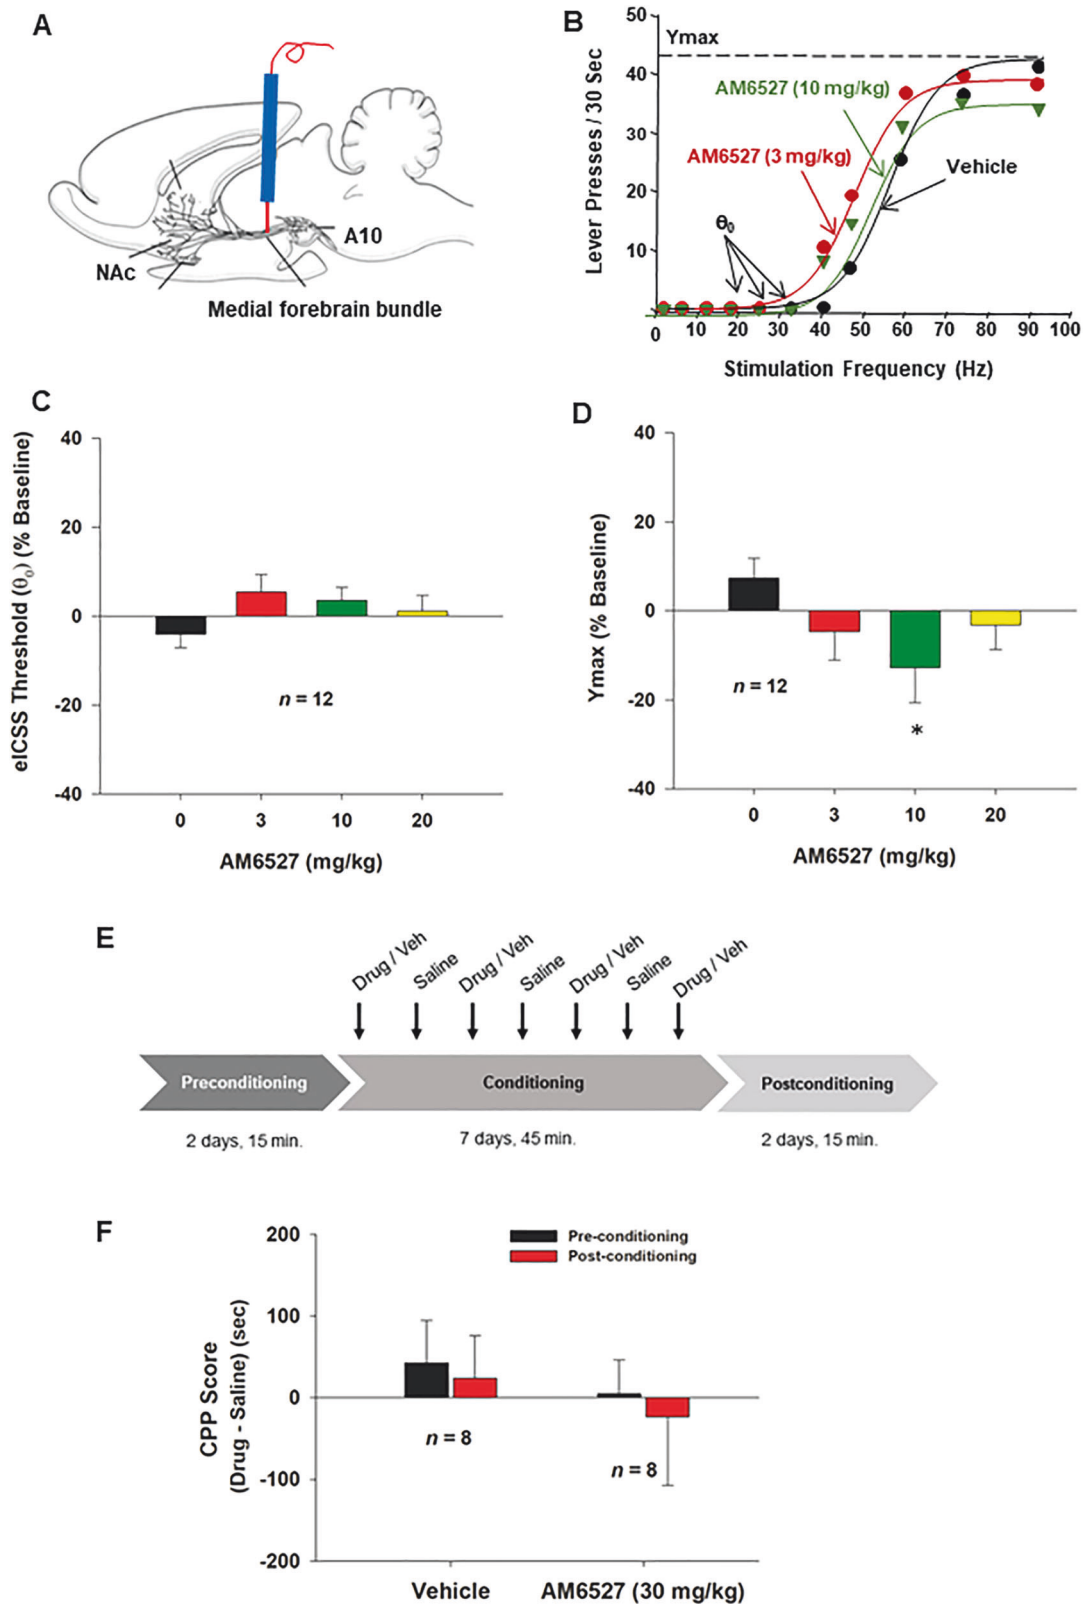 A
NAc
A10
Medial forebrain bundle
B
50
40
30
20
10
Lever Presses / 30 Sec
Ymax
AM6527 (10 mg/kg)
AM6527 (3 mg/kg)
Vehicle
θ0
0 10 20 30 40 50 60 70 80 90 100
Stimulation Frequency (Hz)
C
eICSS Threshold (θ0) (% Baseline)
40
20
0
-20
-40
n = 12
0 3 10 20
AM6527 (mg/kg)
D
Ymax (% Baseline)
40
20
0
-20
-40
n = 12
*
0 3 10 20
AM6527 (mg/kg)
E
Drug / Veh
Saline
Drug / Veh
Saline
Drug / Veh
Saline
Drug / Veh
Preconditioning
Conditioning
Postconditioning
2 days, 15 min.
7 days, 45 min.
2 days, 15 min.
F
CPP Score
(Drug - Saline) (sec)
200
100
0
-100
-200
Pre-conditioning
Post-conditioning
n = 8
n = 8
Vehicle
AM6527 (30 mg/kg)